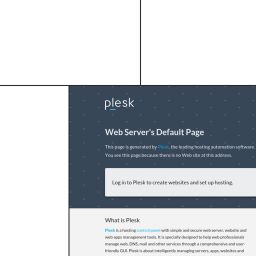 plesk
Web Server's Default Page
This page is generated by Plesk, the leading hosting automation software.
You see this page because there is no Web site at this address.
Log in to Plesk to create websites and set up hosting.
What is Plesk
Plesk is a hosting control panel with simple and secure web server, website and
web apps management tools. It is specially designed to help web professionals
manage web, DNS, mail and other services through a comprehensive and user-
friendly GUI. Plesk is about intelligently managing servers, apps, websites and